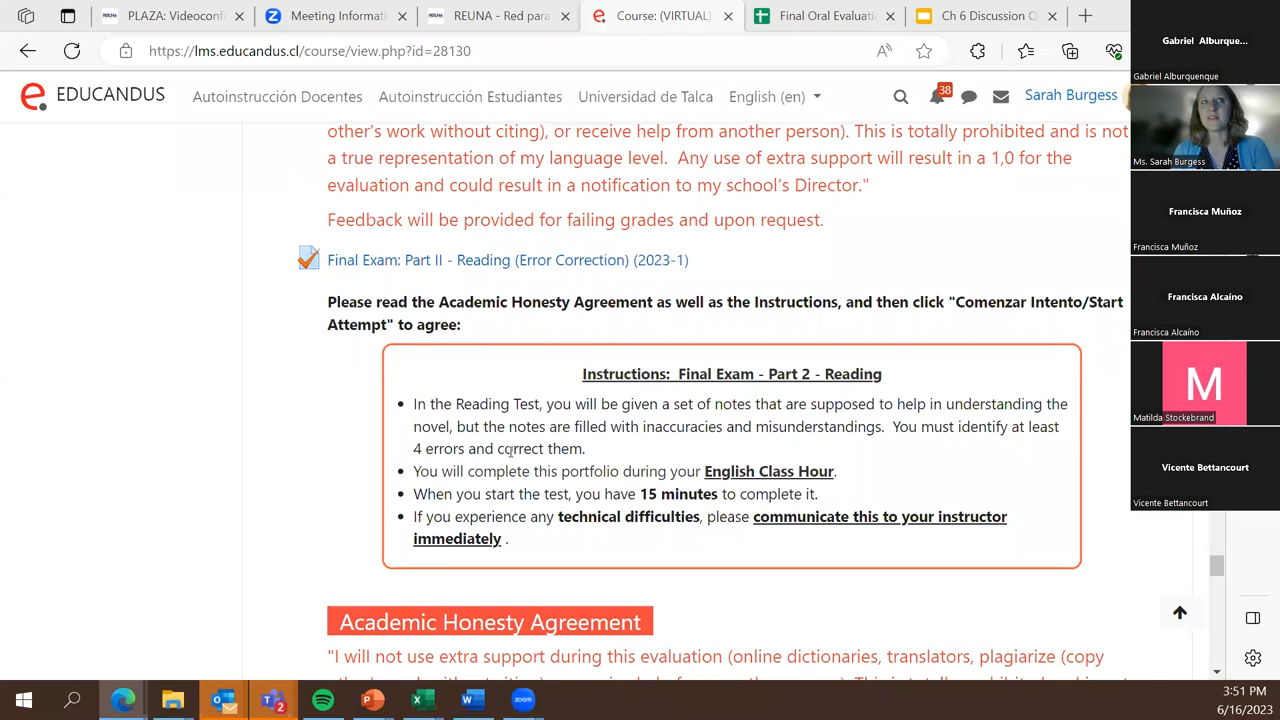 PLAZA: Videoconf
Meeting Informati
REUNA - Red para
Course: (VIRTUAL)
Final Oral Evaluati
Ch 6 Discussion Q
https://lms.educandus.cl/course/view.php?id=28130
EDUCANDUS
Autoinstrucción Docentes
Autoinstrucción Estudiantes
Universidad de Talca
English (en)
38
Sarah Burgess
other's work without citing), or receive help from another person). This is totally prohibited and is not
a true representation of my language level. Any use of extra support will result in a 1,0 for the
evaluation and could result in a notification to my school's Director."
Feedback will be provided for failing grades and upon request.
Final Exam: Part II - Reading (Error Correction) (2023-1)
Please read the Academic Honesty Agreement as well as the Instructions, and then click "Comenzar Intento/Start
Attempt" to agree:
Instructions: Final Exam - Part 2 - Reading
In the Reading Test, you will be given a set of notes that are supposed to help in understanding the
novel, but the notes are filled with inaccuracies and misunderstandings. You must identify at least
4 errors and correct them.
You will complete this portfolio during your English Class Hour.
When you start the test, you have 15 minutes to complete it.
If you experience any technical difficulties, please communicate this to your instructor
immediately .
Academic Honesty Agreement
"I will not use extra support during this evaluation (online dictionaries, translators, plagiarize (copy
Gabriel Alburque...
Gabriel Alburquenque
Ms. Sarah Burgess
Francisca Muñoz
Francisca Muñoz
Francisca Alcaíno
Francisca Alcaíno
M
Matilda Stockebrand
Vicente Bettancourt
Vicente Bettancourt
2
zoom
3:51 PM
6/16/2023